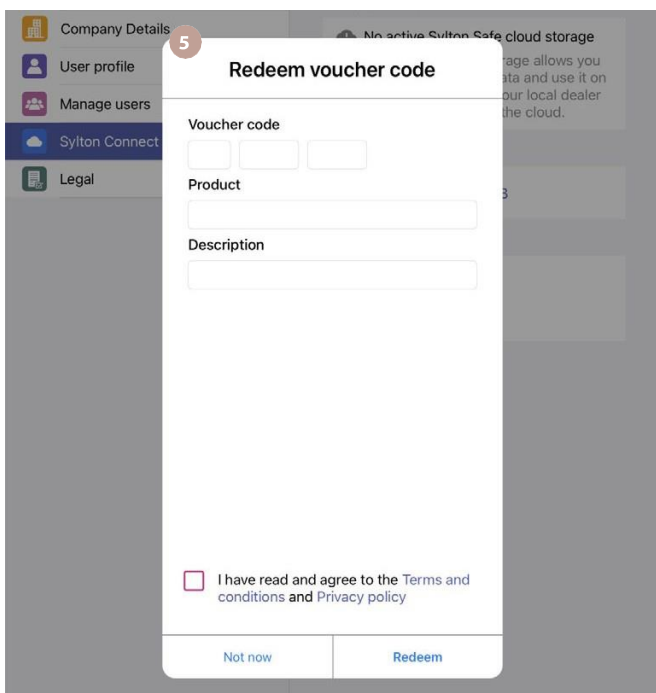 Company Details
User profile
Manage users
Sylton Connect
Legal
No active Sylton Safe cloud storage
rage allows you
ata and use it on
our local dealer
the cloud.
5
Redeem voucher code
Voucher code
Product
Description
I have read and agree to the Terms and
conditions and Privacy policy
Not now
Redeem